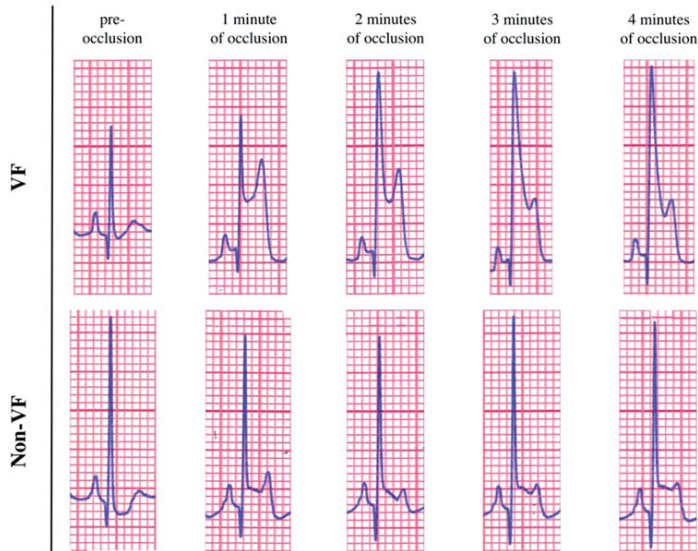 pre-
occlusion
1 minute
of occlusion
2 minutes
of occlusion
3 minutes
of occlusion
4 minutes
of occlusion
VF
Non-VF